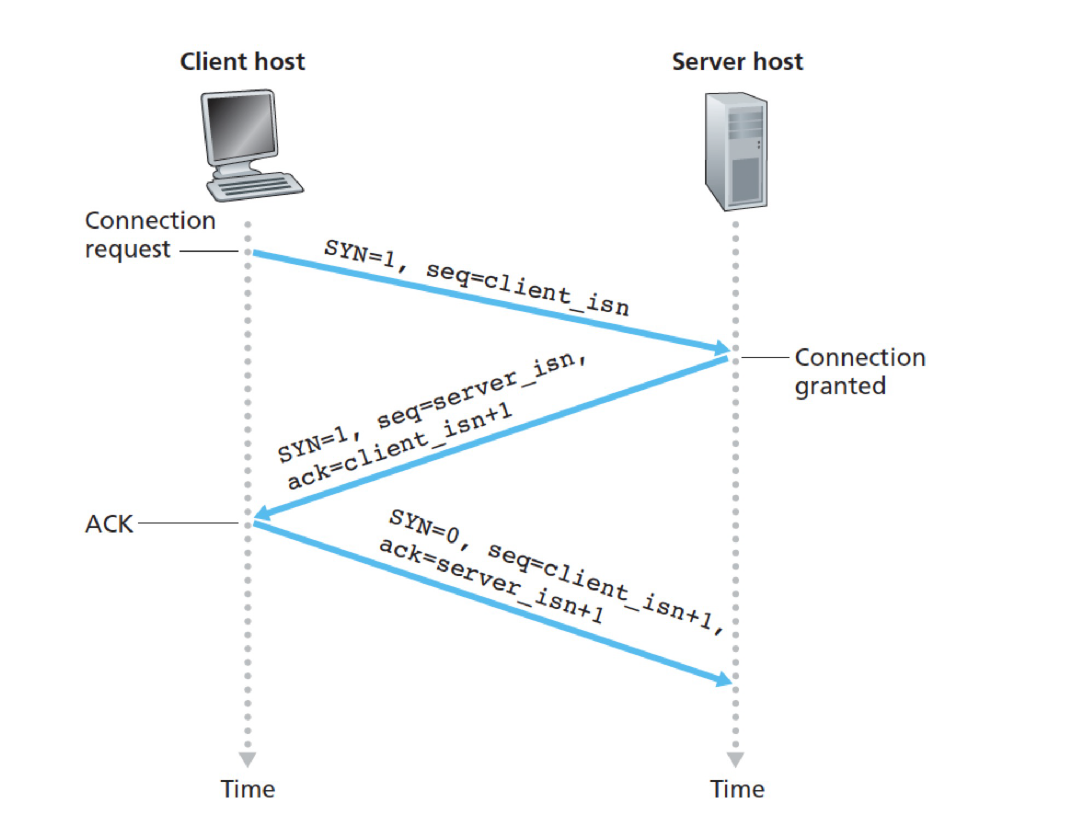 Client host
Server host
Connection
request
SYN=1, seq=client_isn
Connection
granted
SYN=1, seq=server_isn,
ack=client_isn+1
ACK
SYN=0, seq=client_isn+1,
ack=server_isn+1
Time
Time